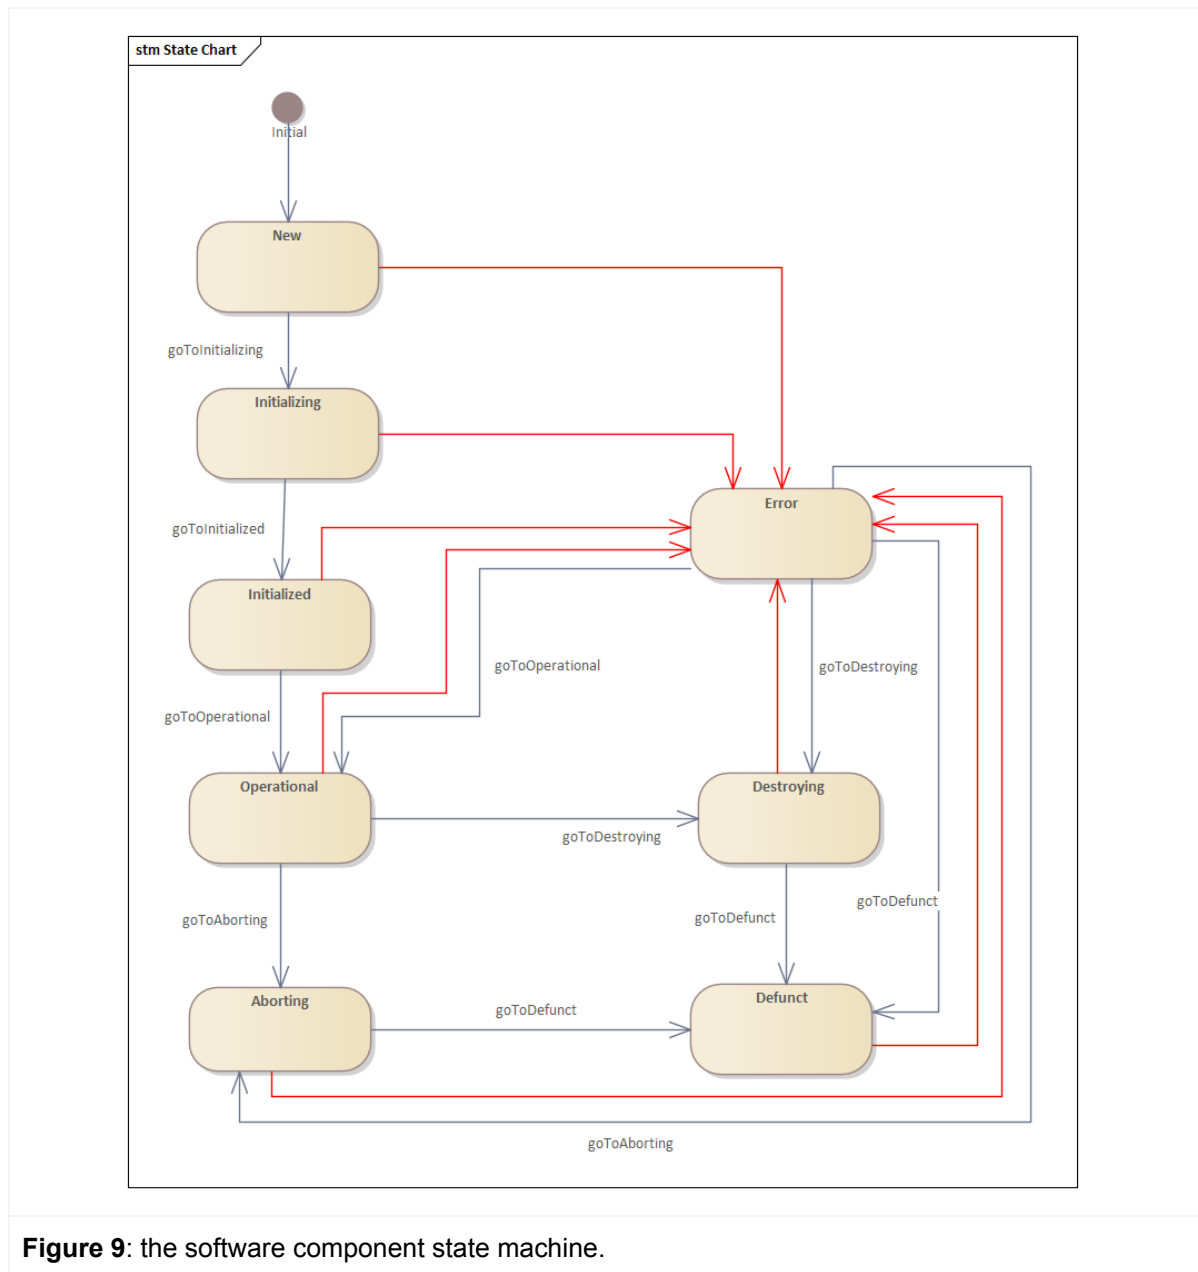 stm State Chart
Initial
New
goToInitializing
Initializing
Error
goToInitialized
Initialized
goToOperational
goToDestroying
goToOperational
Operational
Destroying
goToDestroying
goToDefunct
goToAborting
goToDefunct
Aborting
Defunct
goToDefunct
goToAborting
Figure 9: the software component state machine.